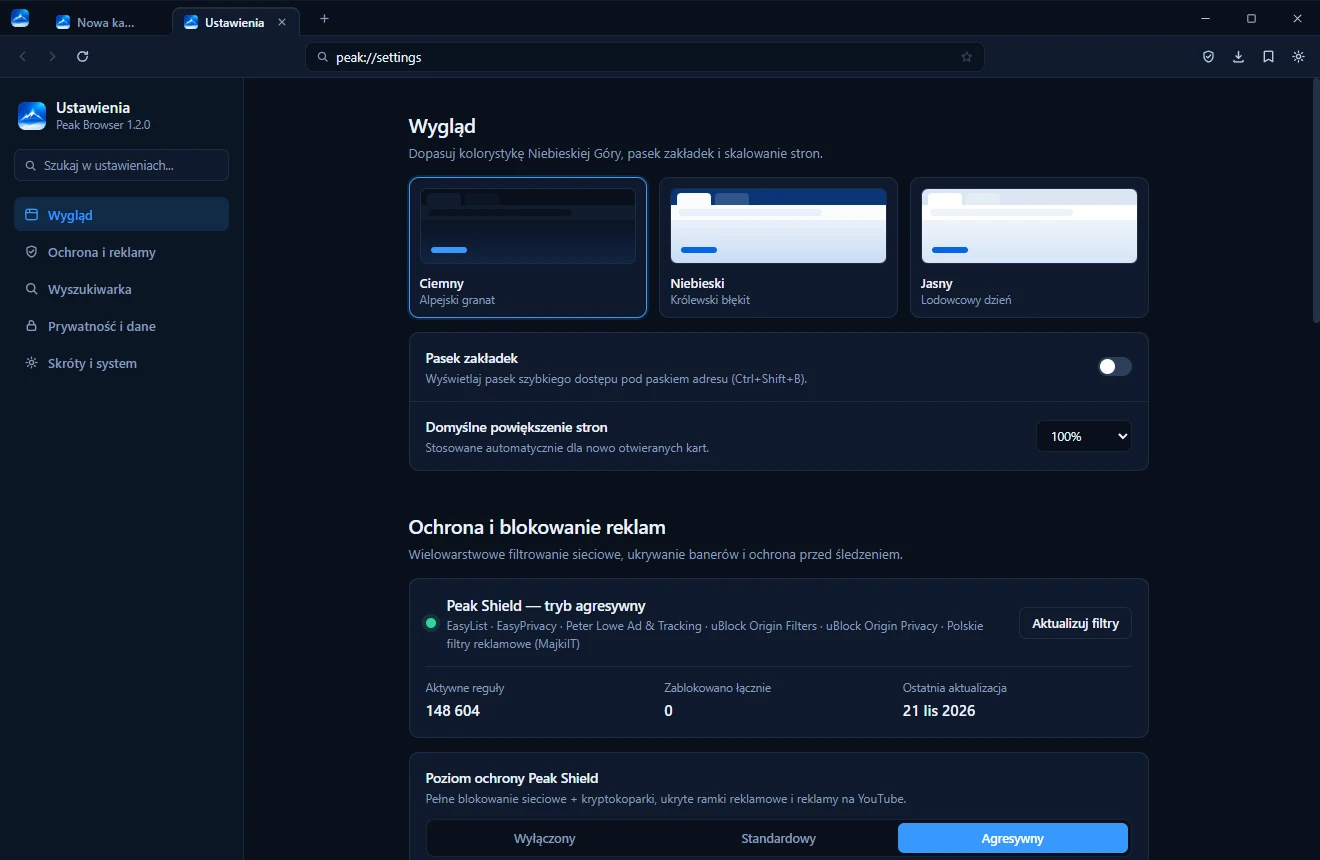 Nowa ka...
Ustawienia
peak://settings
Ustawienia
Peak Browser 1.2.0
Szukaj w ustawieniach...
Wygląd
Ochrona i reklamy
Wyszukiwarka
Prywatność i dane
Skróty i system
Wygląd
Dopasuj kolorystykę Niebieskiej Góry, pasek zakładek i skalowanie stron.
Ciemny
Alpejski granat
Niebieski
Królewski błękit
Jasny
Lodowcowy dzień
Pasek zakładek
Wyświetlaj pasek szybkiego dostępu pod paskiem adresu (Ctrl+Shift+B).
Domyślne powiększenie stron
Stosowane automatycznie dla nowo otwieranych kart.
100%
Ochrona i blokowanie reklam
Wielowarstwowe filtrowanie sieciowe, ukrywanie banerów i ochrona przed śledzeniem.
Peak Shield — tryb agresywny
EasyList · EasyPrivacy · Peter Lowe Ad & Tracking · uBlock Origin Filters · uBlock Origin Privacy · Polskie
filtry reklamowe (MajkiIT)
Aktualizuj filtry
Aktywne reguły
148 604
Zablokowano łącznie
0
Ostatnia aktualizacja
21 lis 2026
Poziom ochrony Peak Shield
Pełne blokowanie sieciowe + kryptokoparki, ukryte ramki reklamowe i reklamy na YouTube.
Wyłączony
Standardowy
Agresywny